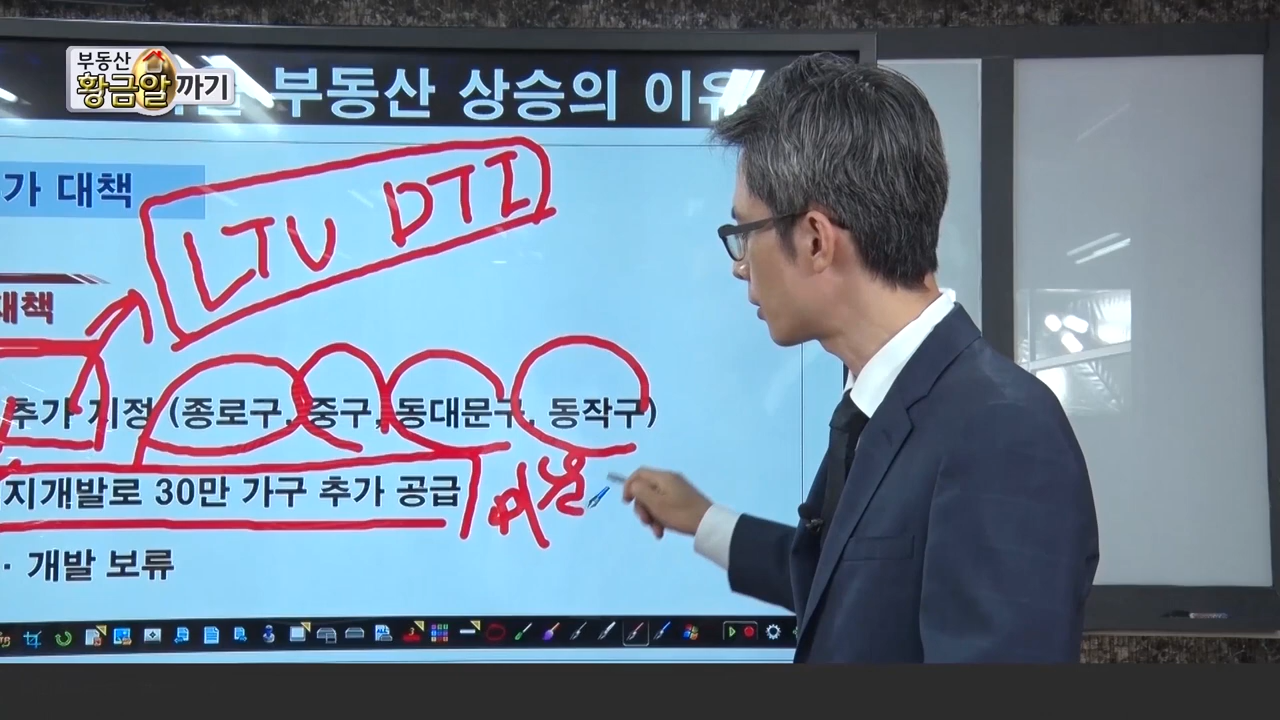 부동산
황금알까기
부동산 상승의 이유
가 대책
LTU DTI
대책
추가 지정 (종로구, 중구, 동대문구, 동작구)
지개발로 30만 가구 추가 공급
· 개발 보류